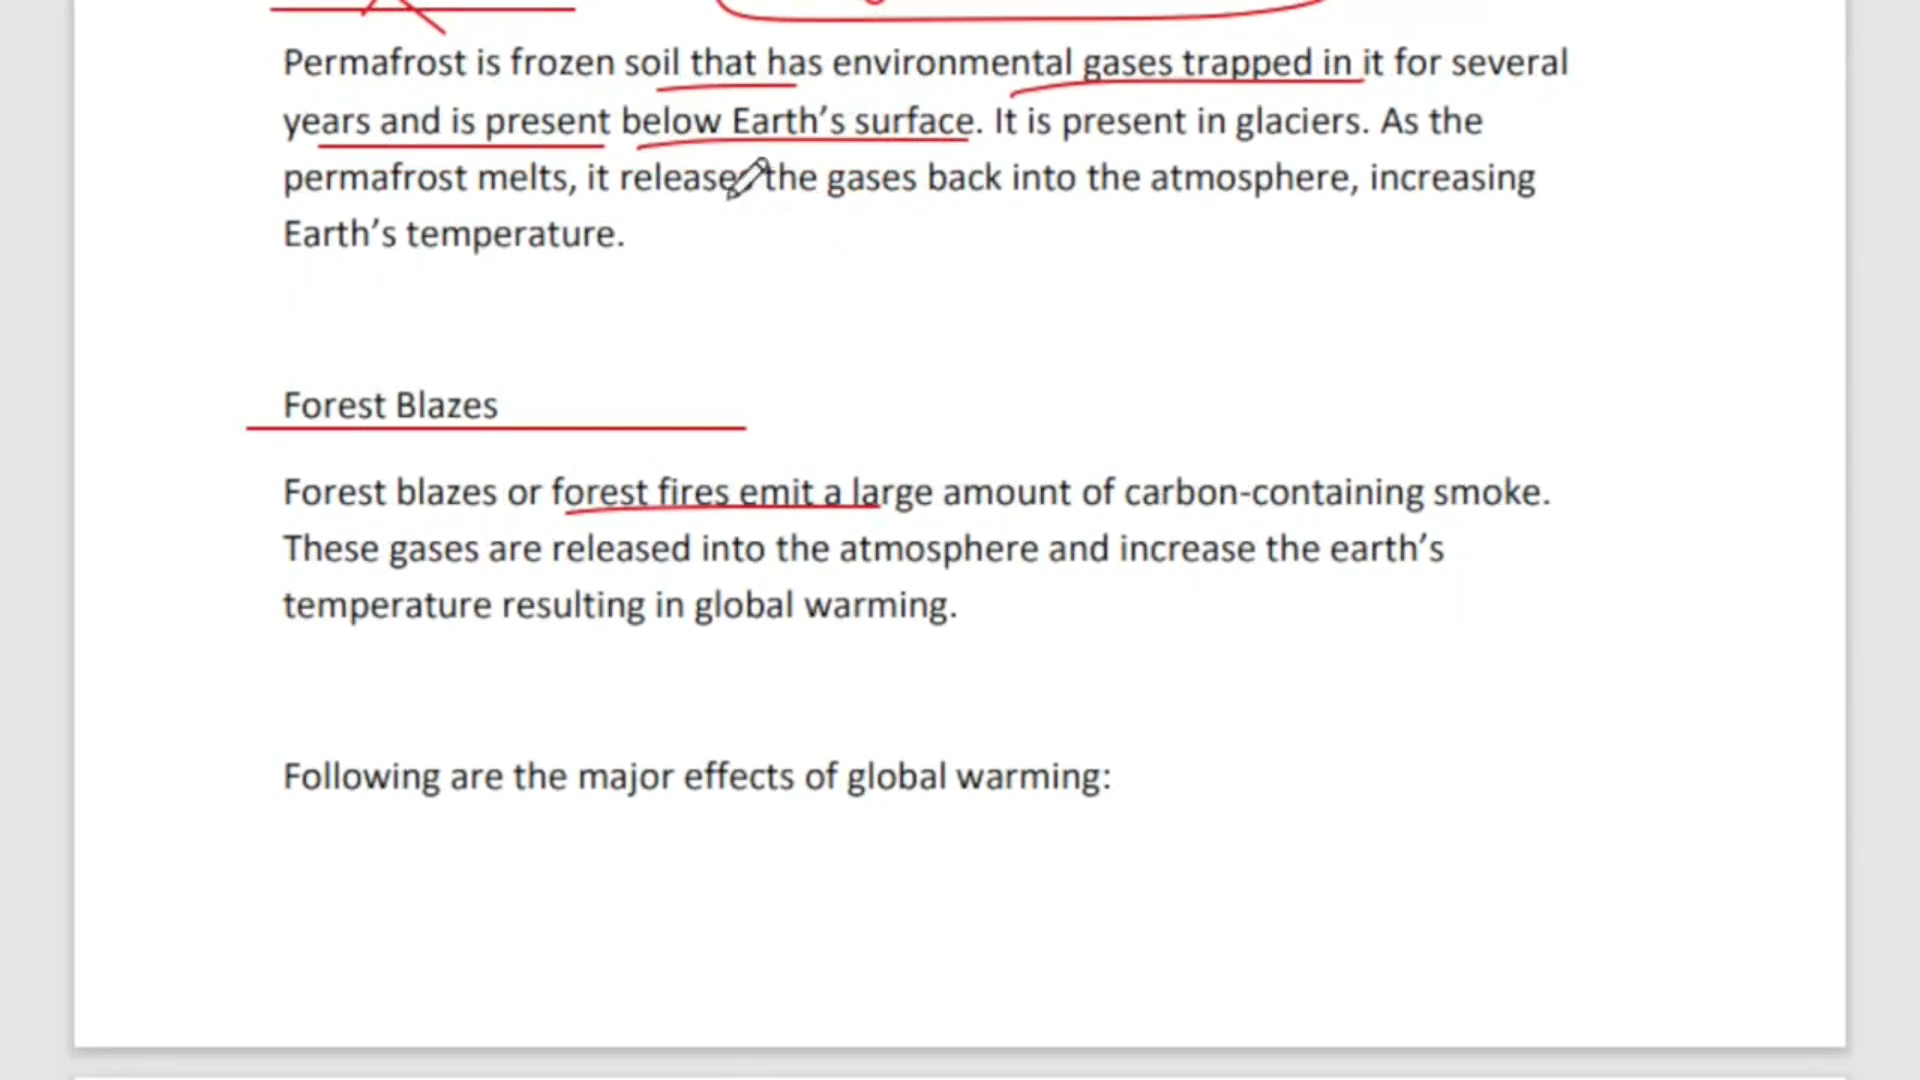 Permafrost is frozen soil that has environmental gases trapped in it for several
years and is present below Earth’s surface. It is present in glaciers. As the
permafrost melts, it releases the gases back into the atmosphere, increasing
Earth’s temperature.
Forest Blazes
Forest blazes or forest fires emit a large amount of carbon-containing smoke.
These gases are released into the atmosphere and increase the earth’s
temperature resulting in global warming.
Following are the major effects of global warming: